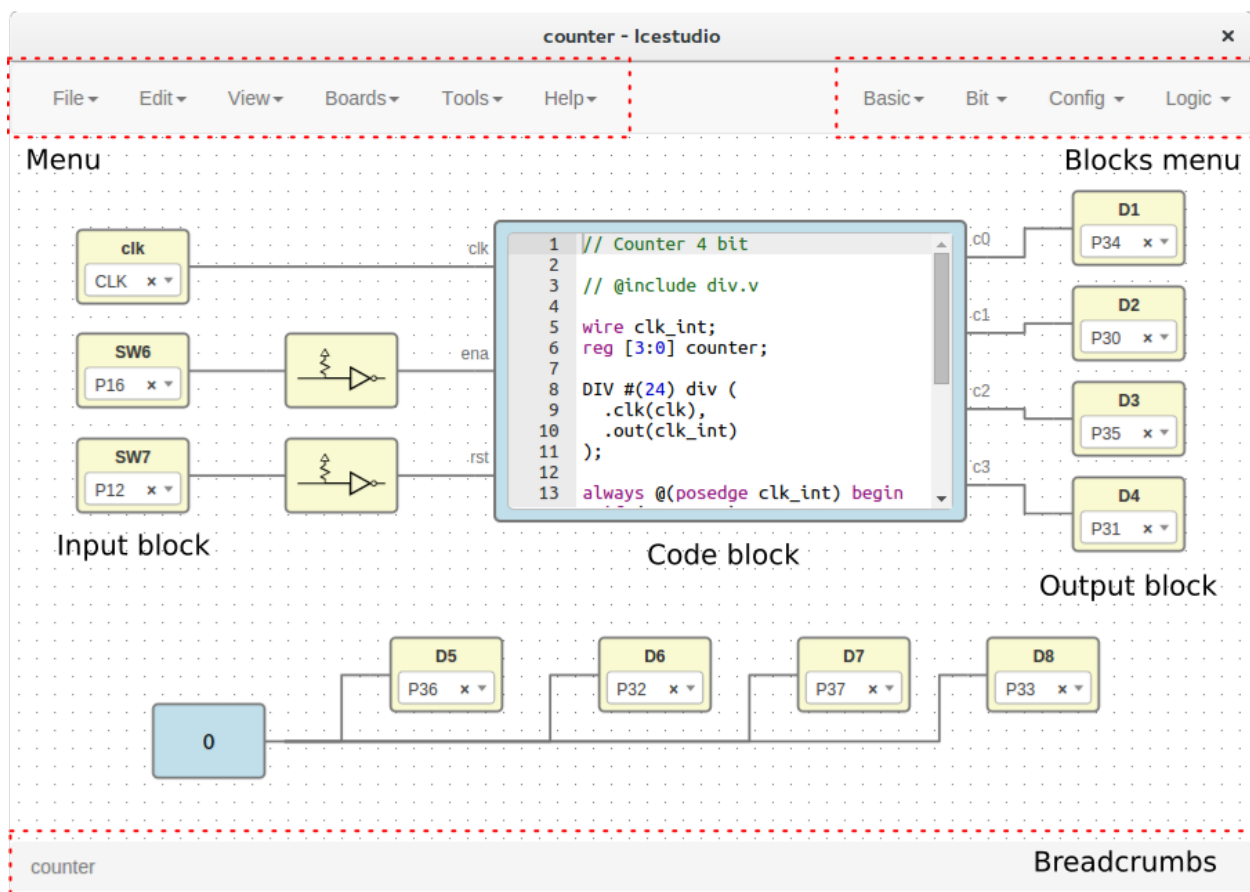 counter - Icestudio ×
File Edit View Boards Tools Help Basic Bit Config Logic
Menu
Blocks menu
clk
CLK ×
SW6
P16 ×
SW7
P12 ×
Input block
clk
ena
rst
1 // Counter 4 bit
2
3 // @include div.v
4
5 wire clk_int;
6 reg [3:0] counter;
7
8 DIV #(24) div (
9 .clk(clk),
10 .out(clk_int)
11 );
12
13 always @(posedge clk_int) begin
Code block
c0
c1
c2
c3
D1
P34 ×
D2
P30 ×
D3
P35 ×
D4
P31 ×
Output block
D5
P36 ×
D6
P32 ×
D7
P37 ×
D8
P33 ×
0
counter
Breadcrumbs